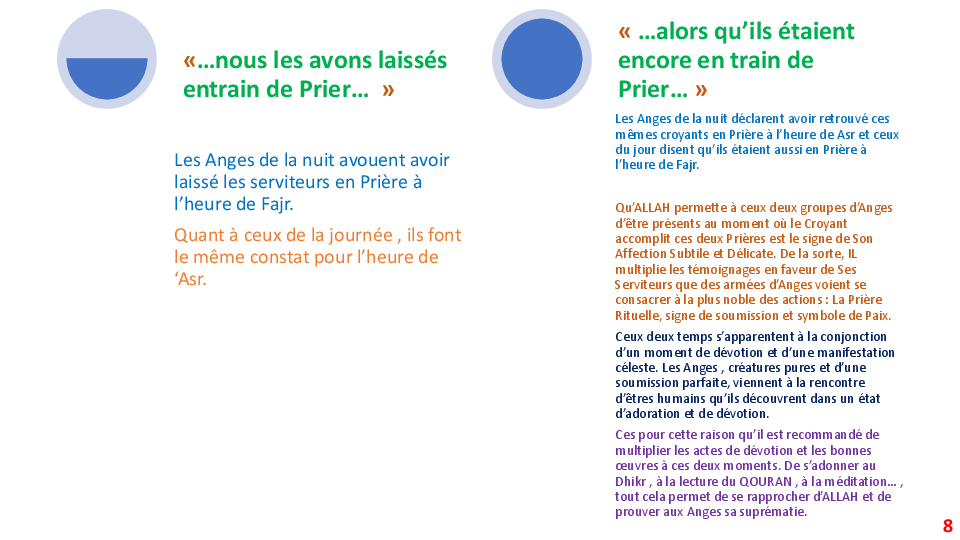 «…nous les avons laissés
entrain de Prier… »
Les Anges de la nuit avouent avoir
laissé les serviteurs en Prière à
l’heure de Fajr.
Quant à ceux de la journée , ils font
le même constat pour l’heure de
‘Asr.
« …alors qu’ils étaient
encore en train de
Prier… »
Les Anges de la nuit déclarent avoir retrouvé ces
mêmes croyants en Prière à l’heure de Asr et ceux
du jour disent qu’ils étaient aussi en Prière à
l’heure de Fajr.
Qu’ALLAH permette à ceux deux groupes d’Anges
d’être présents au moment où le Croyant
accomplit ces deux Prières est le signe de Son
Affection Subtile et Délicate. De la sorte, IL
multiplie les témoignages en faveur de Ses
Serviteurs que des armées d’Anges voient se
consacrer à la plus noble des actions : La Prière
Rituelle, signe de soumission et symbole de Paix.
Ceux deux temps s’apparentent à la conjonction
d’un moment de dévotion et d’une manifestation
céleste. Les Anges , créatures pures et d’une
soumission parfaite, viennent à la rencontre
d’êtres humains qu’ils découvrent dans un état
d’adoration et de dévotion.
Ces pour cette raison qu’il est recommandé de
multiplier les actes de dévotion et les bonnes
œuvres à ces deux moments. De s’adonner au
Dhikr , à la lecture du QOURAN , à la méditation… ,
tout cela permet de se rapprocher d’ALLAH et de
prouver aux Anges sa suprématie.
8